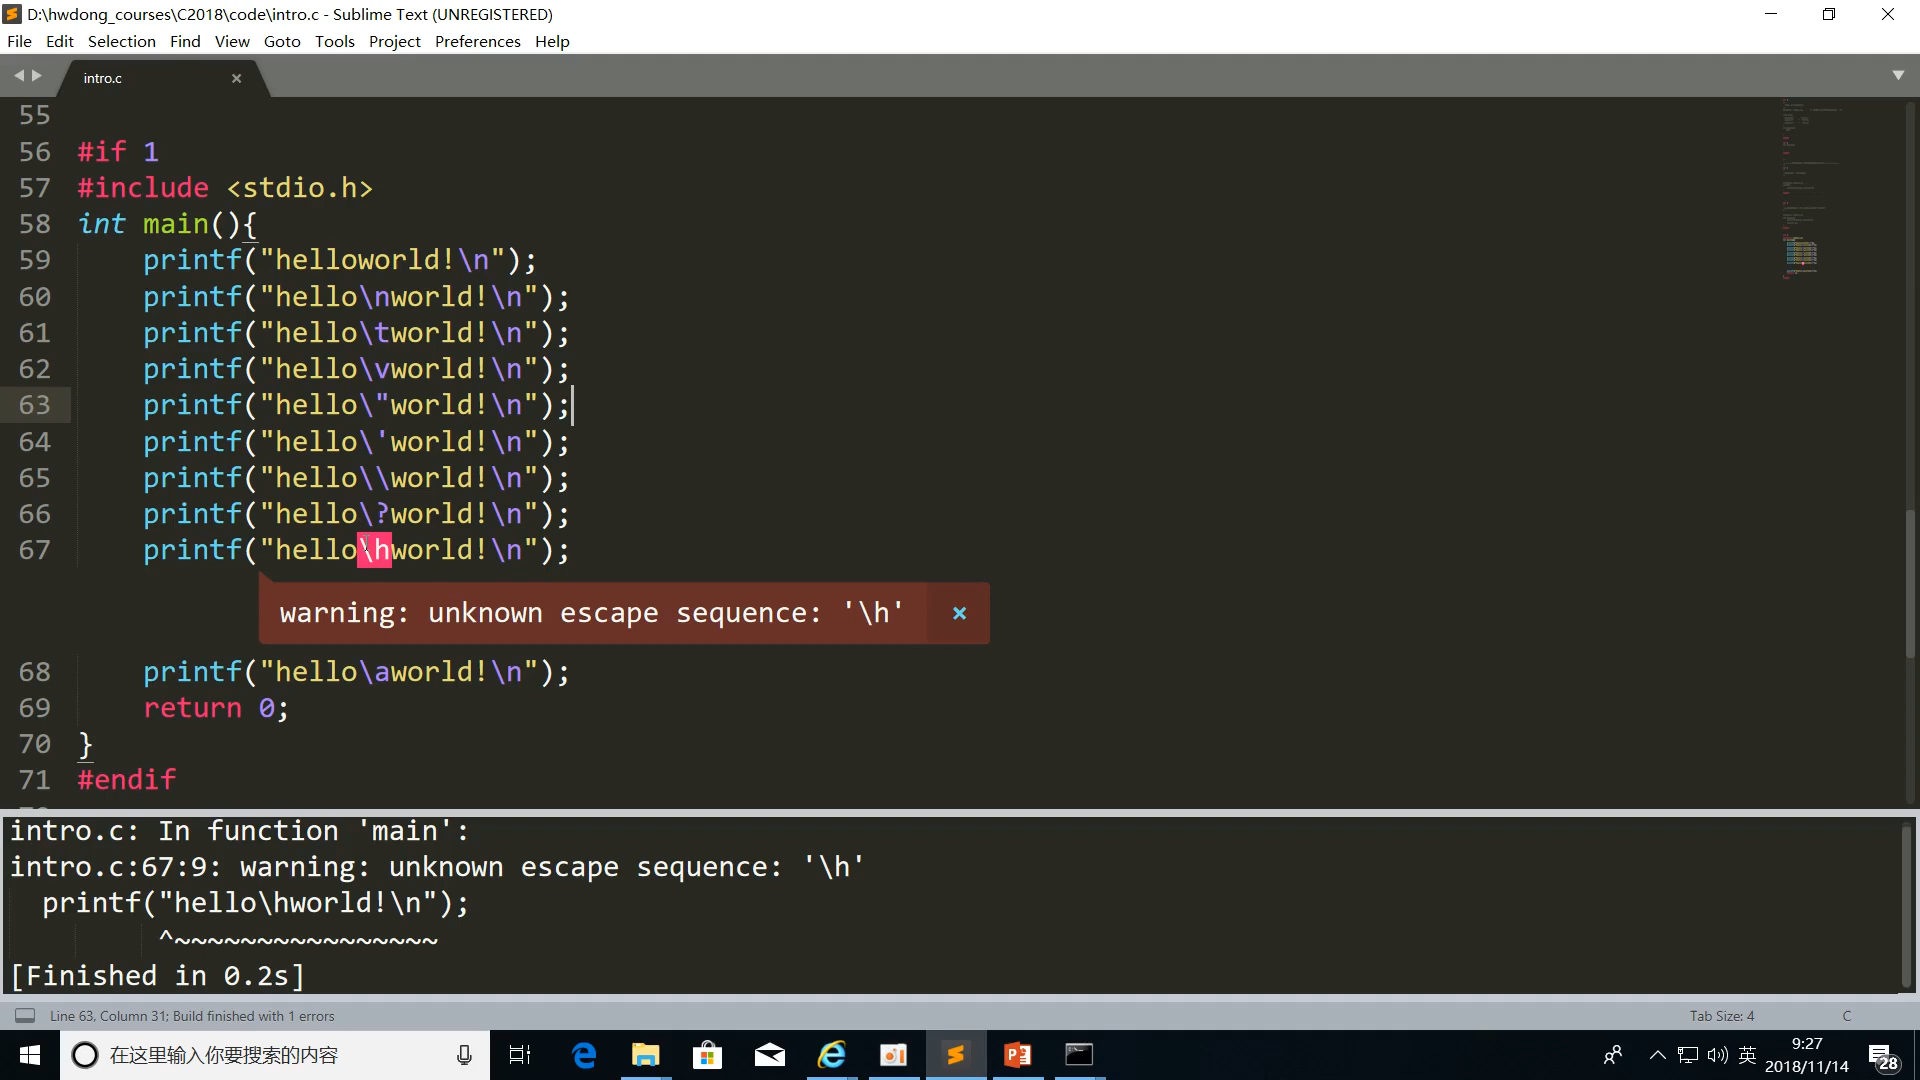 D:\hwdong_courses\C2018\code\intro.c - Sublime Text (UNREGISTERED)
File Edit Selection Find View Goto Tools Project Preferences Help
intro.c
55
56 #if 1
57 #include <stdio.h>
58 int main(){
59 printf("helloworld!\n");
60 printf("hello\nworld!\n");
61 printf("hello\tworld!\n");
62 printf("hello\vworld!\n");
63 printf("hello\"world!\n");
64 printf("hello\'world!\n");
65 printf("hello\\world!\n");
66 printf("hello\?world!\n");
67 printf("hello\hworld!\n");
warning: unknown escape sequence: '\h' ×
68 printf("hello\aworld!\n");
69 return 0;
70 }
71 #endif
intro.c: In function 'main':
intro.c:67:9: warning: unknown escape sequence: '\h'
printf("hello\hworld!\n");
^~~~~~~~~~~~~~~~~
[Finished in 0.2s]
Line 63, Column 31; Build finished with 1 errors Tab Size: 4 C
在这里输入你要搜索的内容
英
9:27
2018/11/14
28